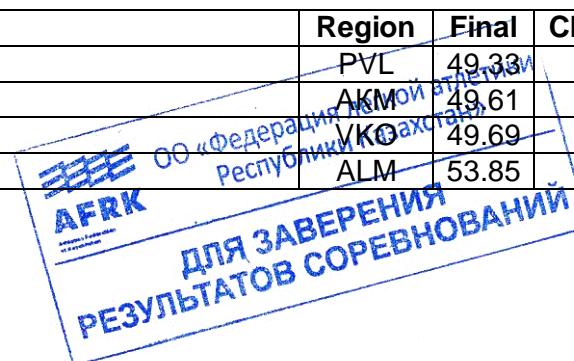 Region Final
PVL 49.33
AKM 49.61
VKO 49.69
ALM 53.85
ОО «Федерация легкой атлетики
Республики Казахстан»
AFRK
ДЛЯ ЗАВЕРЕНИЯ
РЕЗУЛЬТАТОВ СОРЕВНОВАНИЙ